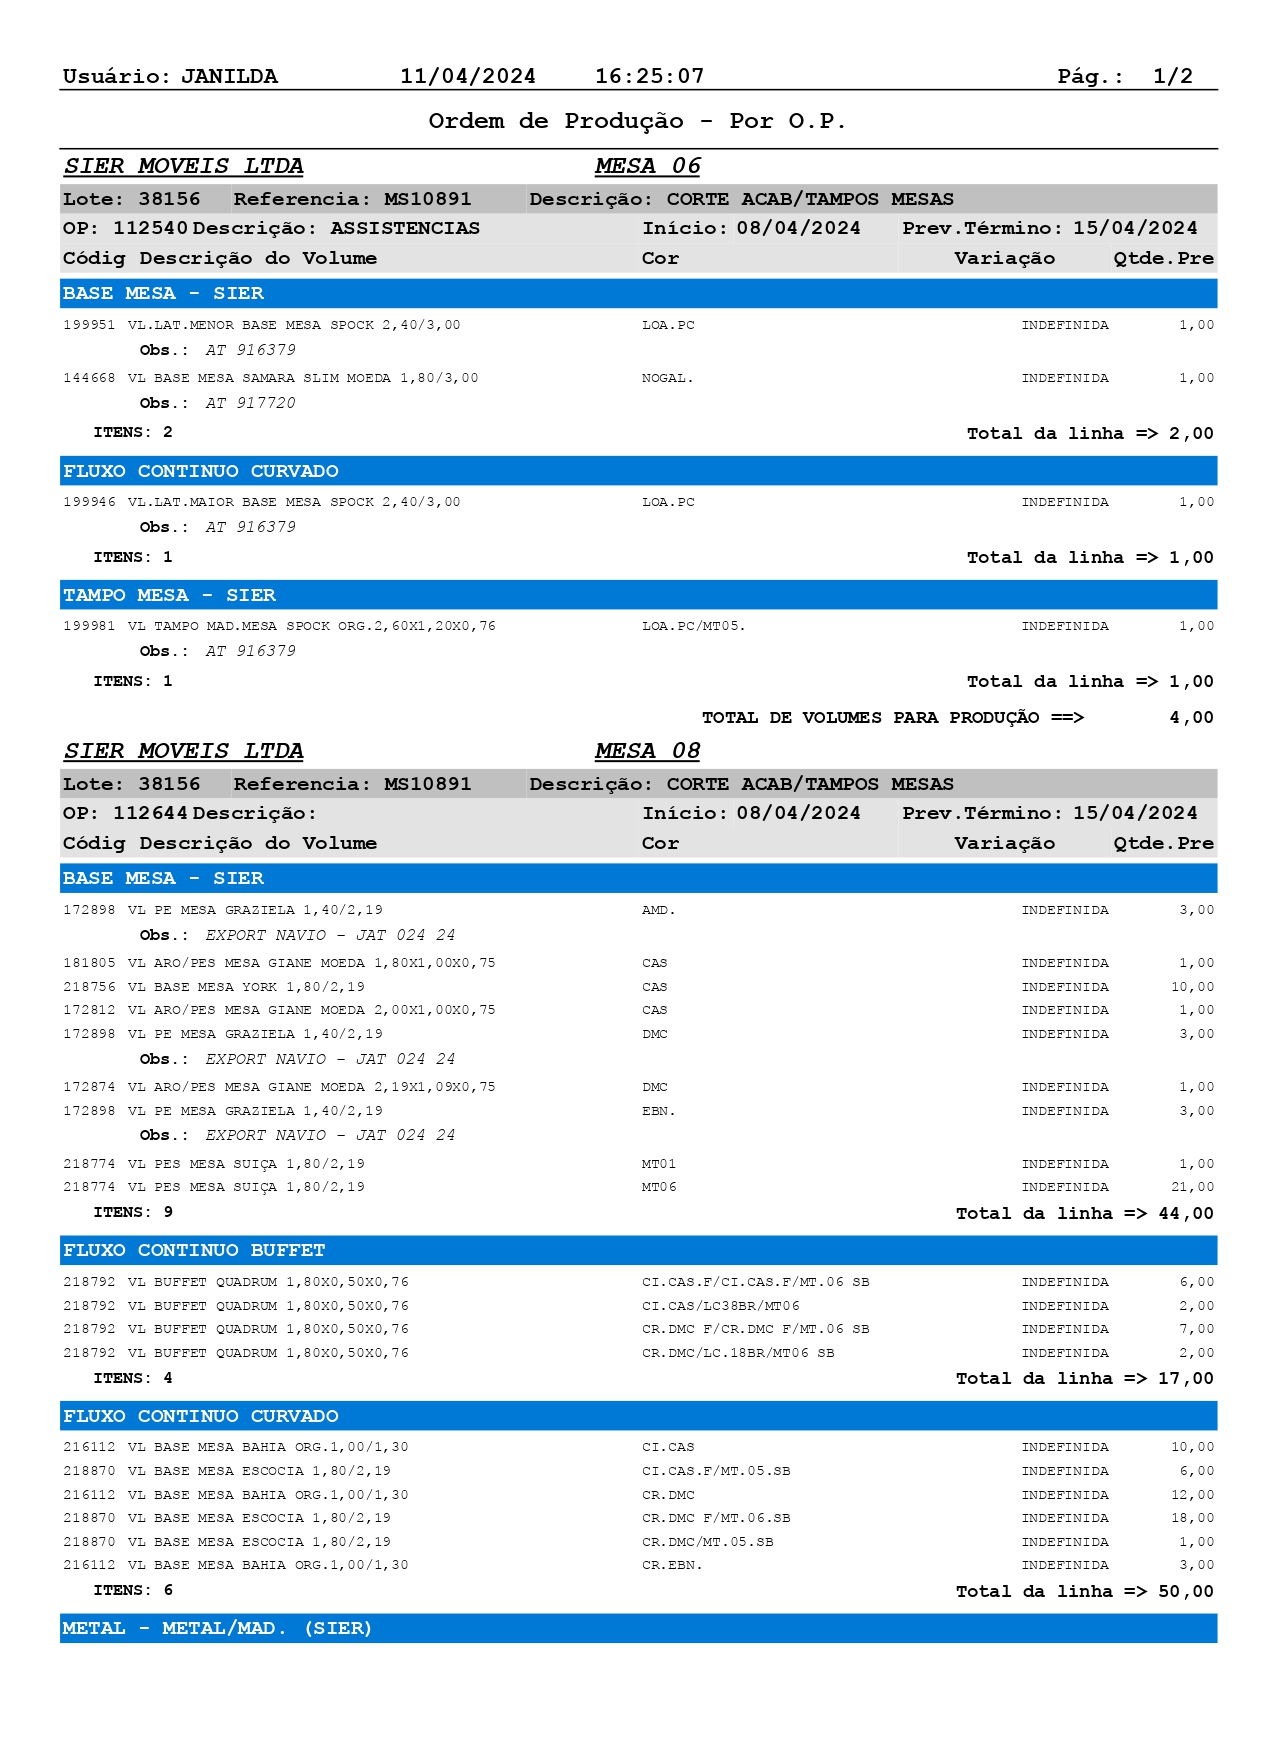 Usuário: JANILDA 11/04/2024 16:25:07 Pág.: 1/2
Ordem de Produção - Por O.P.
SIER MOVEIS LTDA MESA 06
Lote: 38156 Referencia: MS10891 Descrição: CORTE ACAB/TAMPOS MESAS
OP: 112540 Descrição: ASSISTENCIAS Início: 08/04/2024 Prev.Término: 15/04/2024
Códig Descrição do Volume Cor Variação Qtde.Pre
BASE MESA - SIER
199951 VL.LAT.MENOR BASE MESA SPOCK 2,40/3,00 LOA.PC INDEFINIDA 1,00
Obs.: AT 916379
144668 VL BASE MESA SAMARA SLIM MOEDA 1,80/3,00 NOGAL. INDEFINIDA 1,00
Obs.: AT 917720
ITENS: 2 Total da linha => 2,00
FLUXO CONTINUO CURVADO
199946 VL.LAT.MAIOR BASE MESA SPOCK 2,40/3,00 LOA.PC INDEFINIDA 1,00
Obs.: AT 916379
ITENS: 1 Total da linha => 1,00
TAMPO MESA - SIER
199981 VL TAMPO MAD.MESA SPOCK ORG.2,60X1,20X0,76 LOA.PC/MT05. INDEFINIDA 1,00
Obs.: AT 916379
ITENS: 1 Total da linha => 1,00
TOTAL DE VOLUMES PARA PRODUÇÃO ==> 4,00
SIER MOVEIS LTDA MESA 08
Lote: 38156 Referencia: MS10891 Descrição: CORTE ACAB/TAMPOS MESAS
OP: 112644 Descrição: Início: 08/04/2024 Prev.Término: 15/04/2024
Códig Descrição do Volume Cor Variação Qtde.Pre
BASE MESA - SIER
172898 VL PE MESA GRAZIELA 1,40/2,19 AMD. INDEFINIDA 3,00
Obs.: EXPORT NAVIO - JAT 024 24
181805 VL ARO/PES MESA GIANE MOEDA 1,80X1,00X0,75 CAS INDEFINIDA 1,00
218756 VL BASE MESA YORK 1,80/2,19 CAS INDEFINIDA 10,00
172812 VL ARO/PES MESA GIANE MOEDA 2,00X1,00X0,75 CAS INDEFINIDA 1,00
172898 VL PE MESA GRAZIELA 1,40/2,19 DMC INDEFINIDA 3,00
Obs.: EXPORT NAVIO - JAT 024 24
172874 VL ARO/PES MESA GIANE MOEDA 2,19X1,09X0,75 DMC INDEFINIDA 1,00
172898 VL PE MESA GRAZIELA 1,40/2,19 EBN. INDEFINIDA 3,00
Obs.: EXPORT NAVIO - JAT 024 24
218774 VL PES MESA SUIÇA 1,80/2,19 MT01 INDEFINIDA 1,00
218774 VL PES MESA SUIÇA 1,80/2,19 MT06 INDEFINIDA 21,00
ITENS: 9 Total da linha => 44,00
FLUXO CONTINUO BUFFET
218792 VL BUFFET QUADRUM 1,80X0,50X0,76 CI.CAS.F/CI.CAS.F/MT.06 SB INDEFINIDA 6,00
218792 VL BUFFET QUADRUM 1,80X0,50X0,76 CI.CAS/LC38BR/MT06 INDEFINIDA 2,00
218792 VL BUFFET QUADRUM 1,80X0,50X0,76 CR.DMC F/CR.DMC F/MT.06 SB INDEFINIDA 7,00
218792 VL BUFFET QUADRUM 1,80X0,50X0,76 CR.DMC/LC.18BR/MT06 SB INDEFINIDA 2,00
ITENS: 4 Total da linha => 17,00
FLUXO CONTINUO CURVADO
216112 VL BASE MESA BAHIA ORG.1,00/1,30 CI.CAS INDEFINIDA 10,00
218870 VL BASE MESA ESCOCIA 1,80/2,19 CI.CAS.F/MT.05.SB INDEFINIDA 6,00
216112 VL BASE MESA BAHIA ORG.1,00/1,30 CR.DMC INDEFINIDA 12,00
218870 VL BASE MESA ESCOCIA 1,80/2,19 CR.DMC F/MT.06.SB INDEFINIDA 18,00
218870 VL BASE MESA ESCOCIA 1,80/2,19 CR.DMC/MT.05.SB INDEFINIDA 1,00
216112 VL BASE MESA BAHIA ORG.1,00/1,30 CR.EBN. INDEFINIDA 3,00
ITENS: 6 Total da linha => 50,00
METAL - METAL/MAD. (SIER)